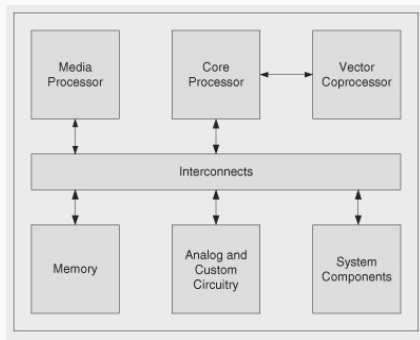 Media
Processor
Core
Processor
Vector
Coprocessor
Interconnects
Memory
Analog and
Custom
Circuitry
System
Components